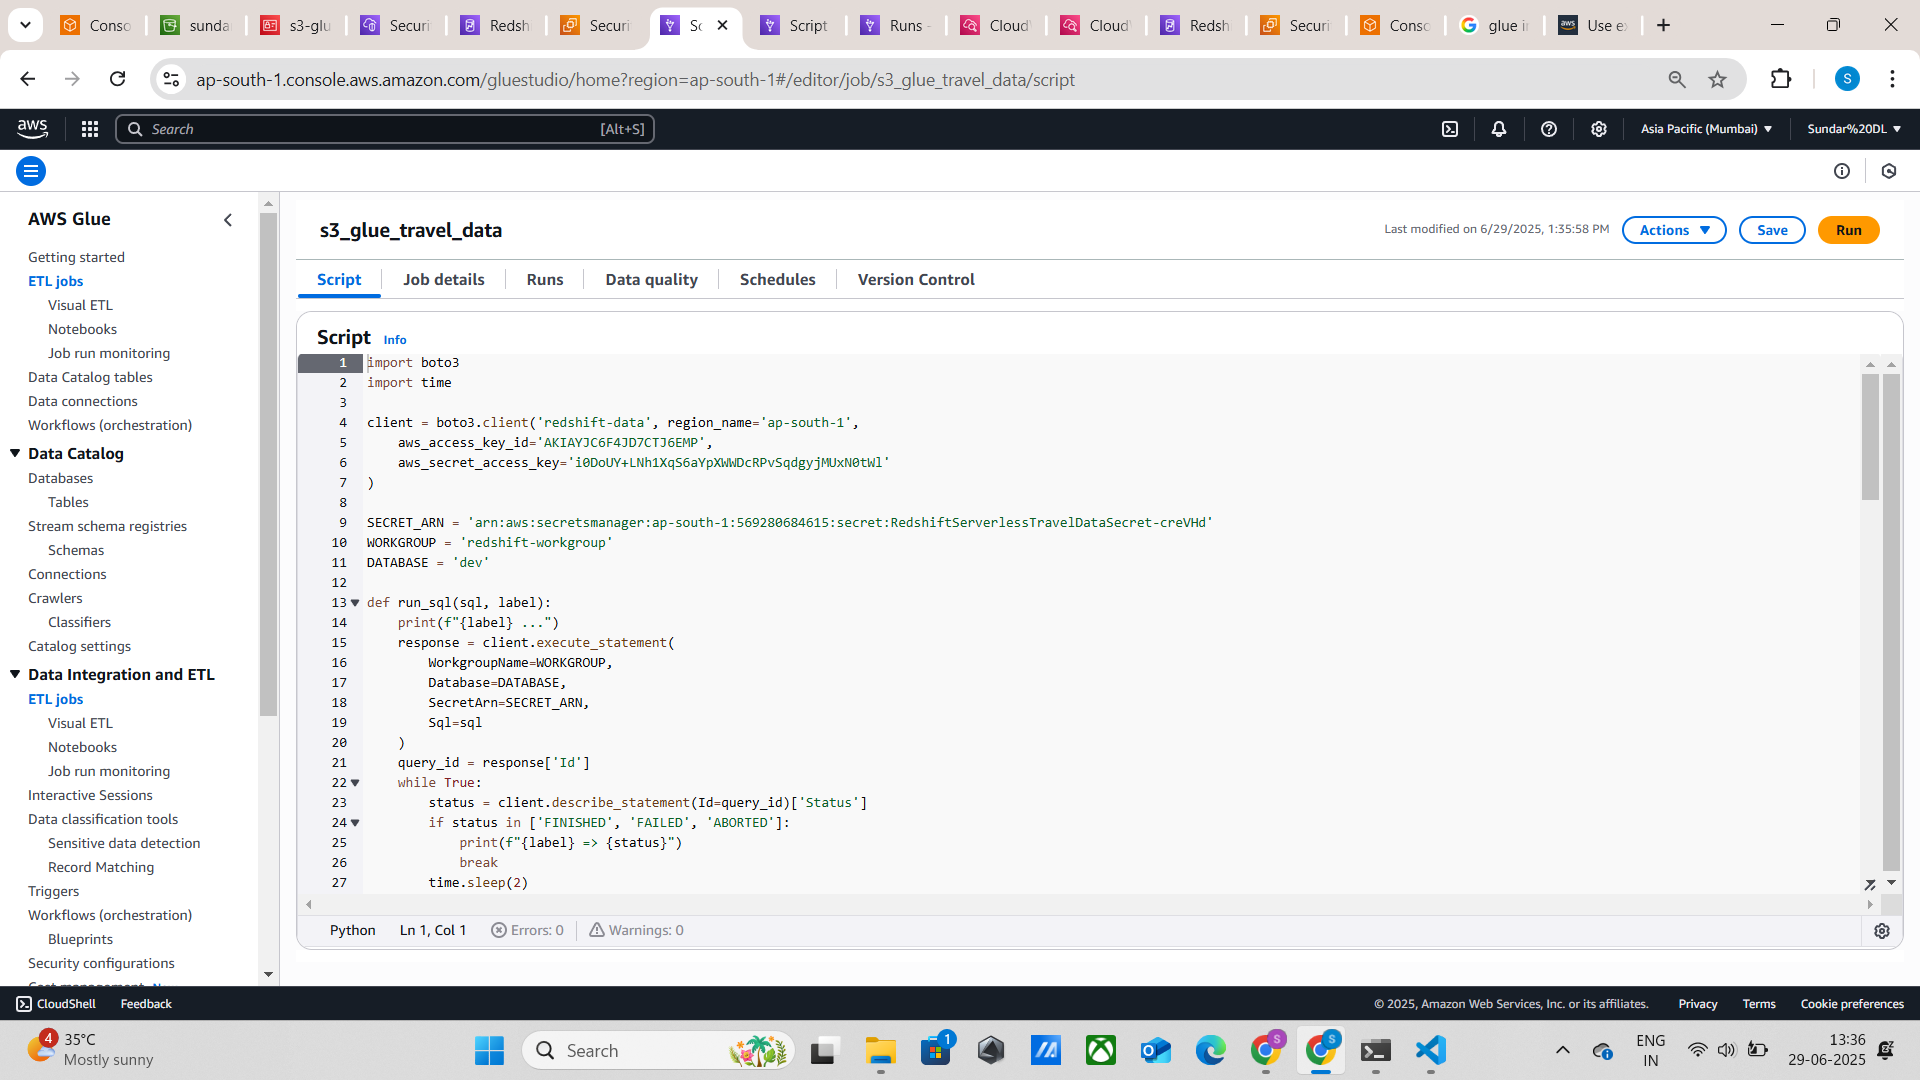 Conso
sunda
s3-glu
Securi
Redsh
Securi
Sc
Script
Runs -
Cloud
Cloud
Redsh
Securi
Conso
glue i
Use ex
ap-south-1.console.aws.amazon.com/gluestudio/home?region=ap-south-1#/editor/job/s3_glue_travel_data/script
S
aws
Search
[Alt+S]
Asia Pacific (Mumbai)
Sundar%20DL
AWS Glue
Getting started
ETL jobs
Visual ETL
Notebooks
Job run monitoring
Data Catalog tables
Data connections
Workflows (orchestration)
Data Catalog
Databases
Tables
Stream schema registries
Schemas
Connections
Crawlers
Classifiers
Catalog settings
Data Integration and ETL
ETL jobs
Visual ETL
Notebooks
Job run monitoring
Interactive Sessions
Data classification tools
Sensitive data detection
Record Matching
Triggers
Workflows (orchestration)
Blueprints
Security configurations
s3_glue_travel_data
Last modified on 6/29/2025, 1:35:58 PM
Actions
Save
Run
Script
Job details
Runs
Data quality
Schedules
Version Control
Script Info
1 import boto3
2 import time
3
4 client = boto3.client('redshift-data', region_name='ap-south-1',
5 aws_access_key_id='AKIAYJC6F4JD7CTJ6EMP',
6 aws_secret_access_key='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'
7 )
8
9 SECRET_ARN = 'arn:aws:secretsmanager:ap-south-1:569280684615:secret:RedshiftServerlessTravelDataSecret-creVHd'
10 WORKGROUP = 'redshift-workgroup'
11 DATABASE = 'dev'
12
13 def run_sql(sql, label):
14 print(f"{label} ...")
15 response = client.execute_statement(
16 WorkgroupName=WORKGROUP,
17 Database=DATABASE,
18 SecretArn=SECRET_ARN,
19 Sql=sql
20 )
21 query_id = response['Id']
22 while True:
23 status = client.describe_statement(Id=query_id)['Status']
24 if status in ['FINISHED', 'FAILED', 'ABORTED']:
25 print(f"{label} => {status}")
26 break
27 time.sleep(2)
Python
Ln 1, Col 1
Errors: 0
Warnings: 0
CloudShell
Feedback
© 2025, Amazon Web Services, Inc. or its affiliates.
Privacy
Terms
Cookie preferences
4
35°C
Mostly sunny
Search
1
S
S
ENG
IN
13:36
29-06-2025